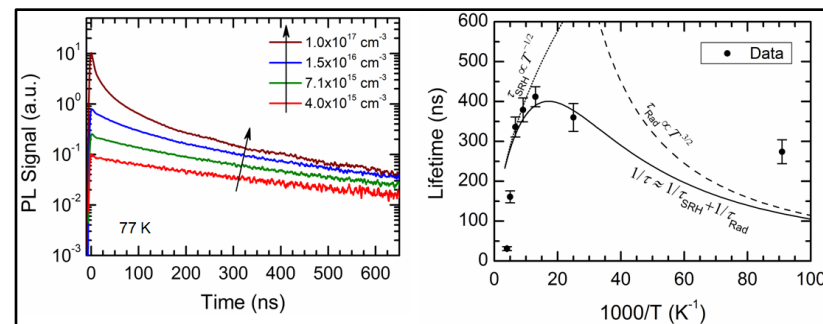 PL Signal (a.u.)
10¹
10⁰
10⁻¹
10⁻²
10⁻³
1.0x10¹⁷ cm⁻³
1.5x10¹⁶ cm⁻³
7.1x10¹⁵ cm⁻³
4.0x10¹⁵ cm⁻³
77 K
0 100 200 300 400 500 600
Time (ns)
Lifetime (ns)
600
500
400
300
200
100
0
Data
τSRH ∝ T⁻¹/²
τRad ∝ T⁻³/²
1/τ ≈ 1/τSRH +1/τRad
0 20 40 60 80 100
1000/T (K⁻¹)